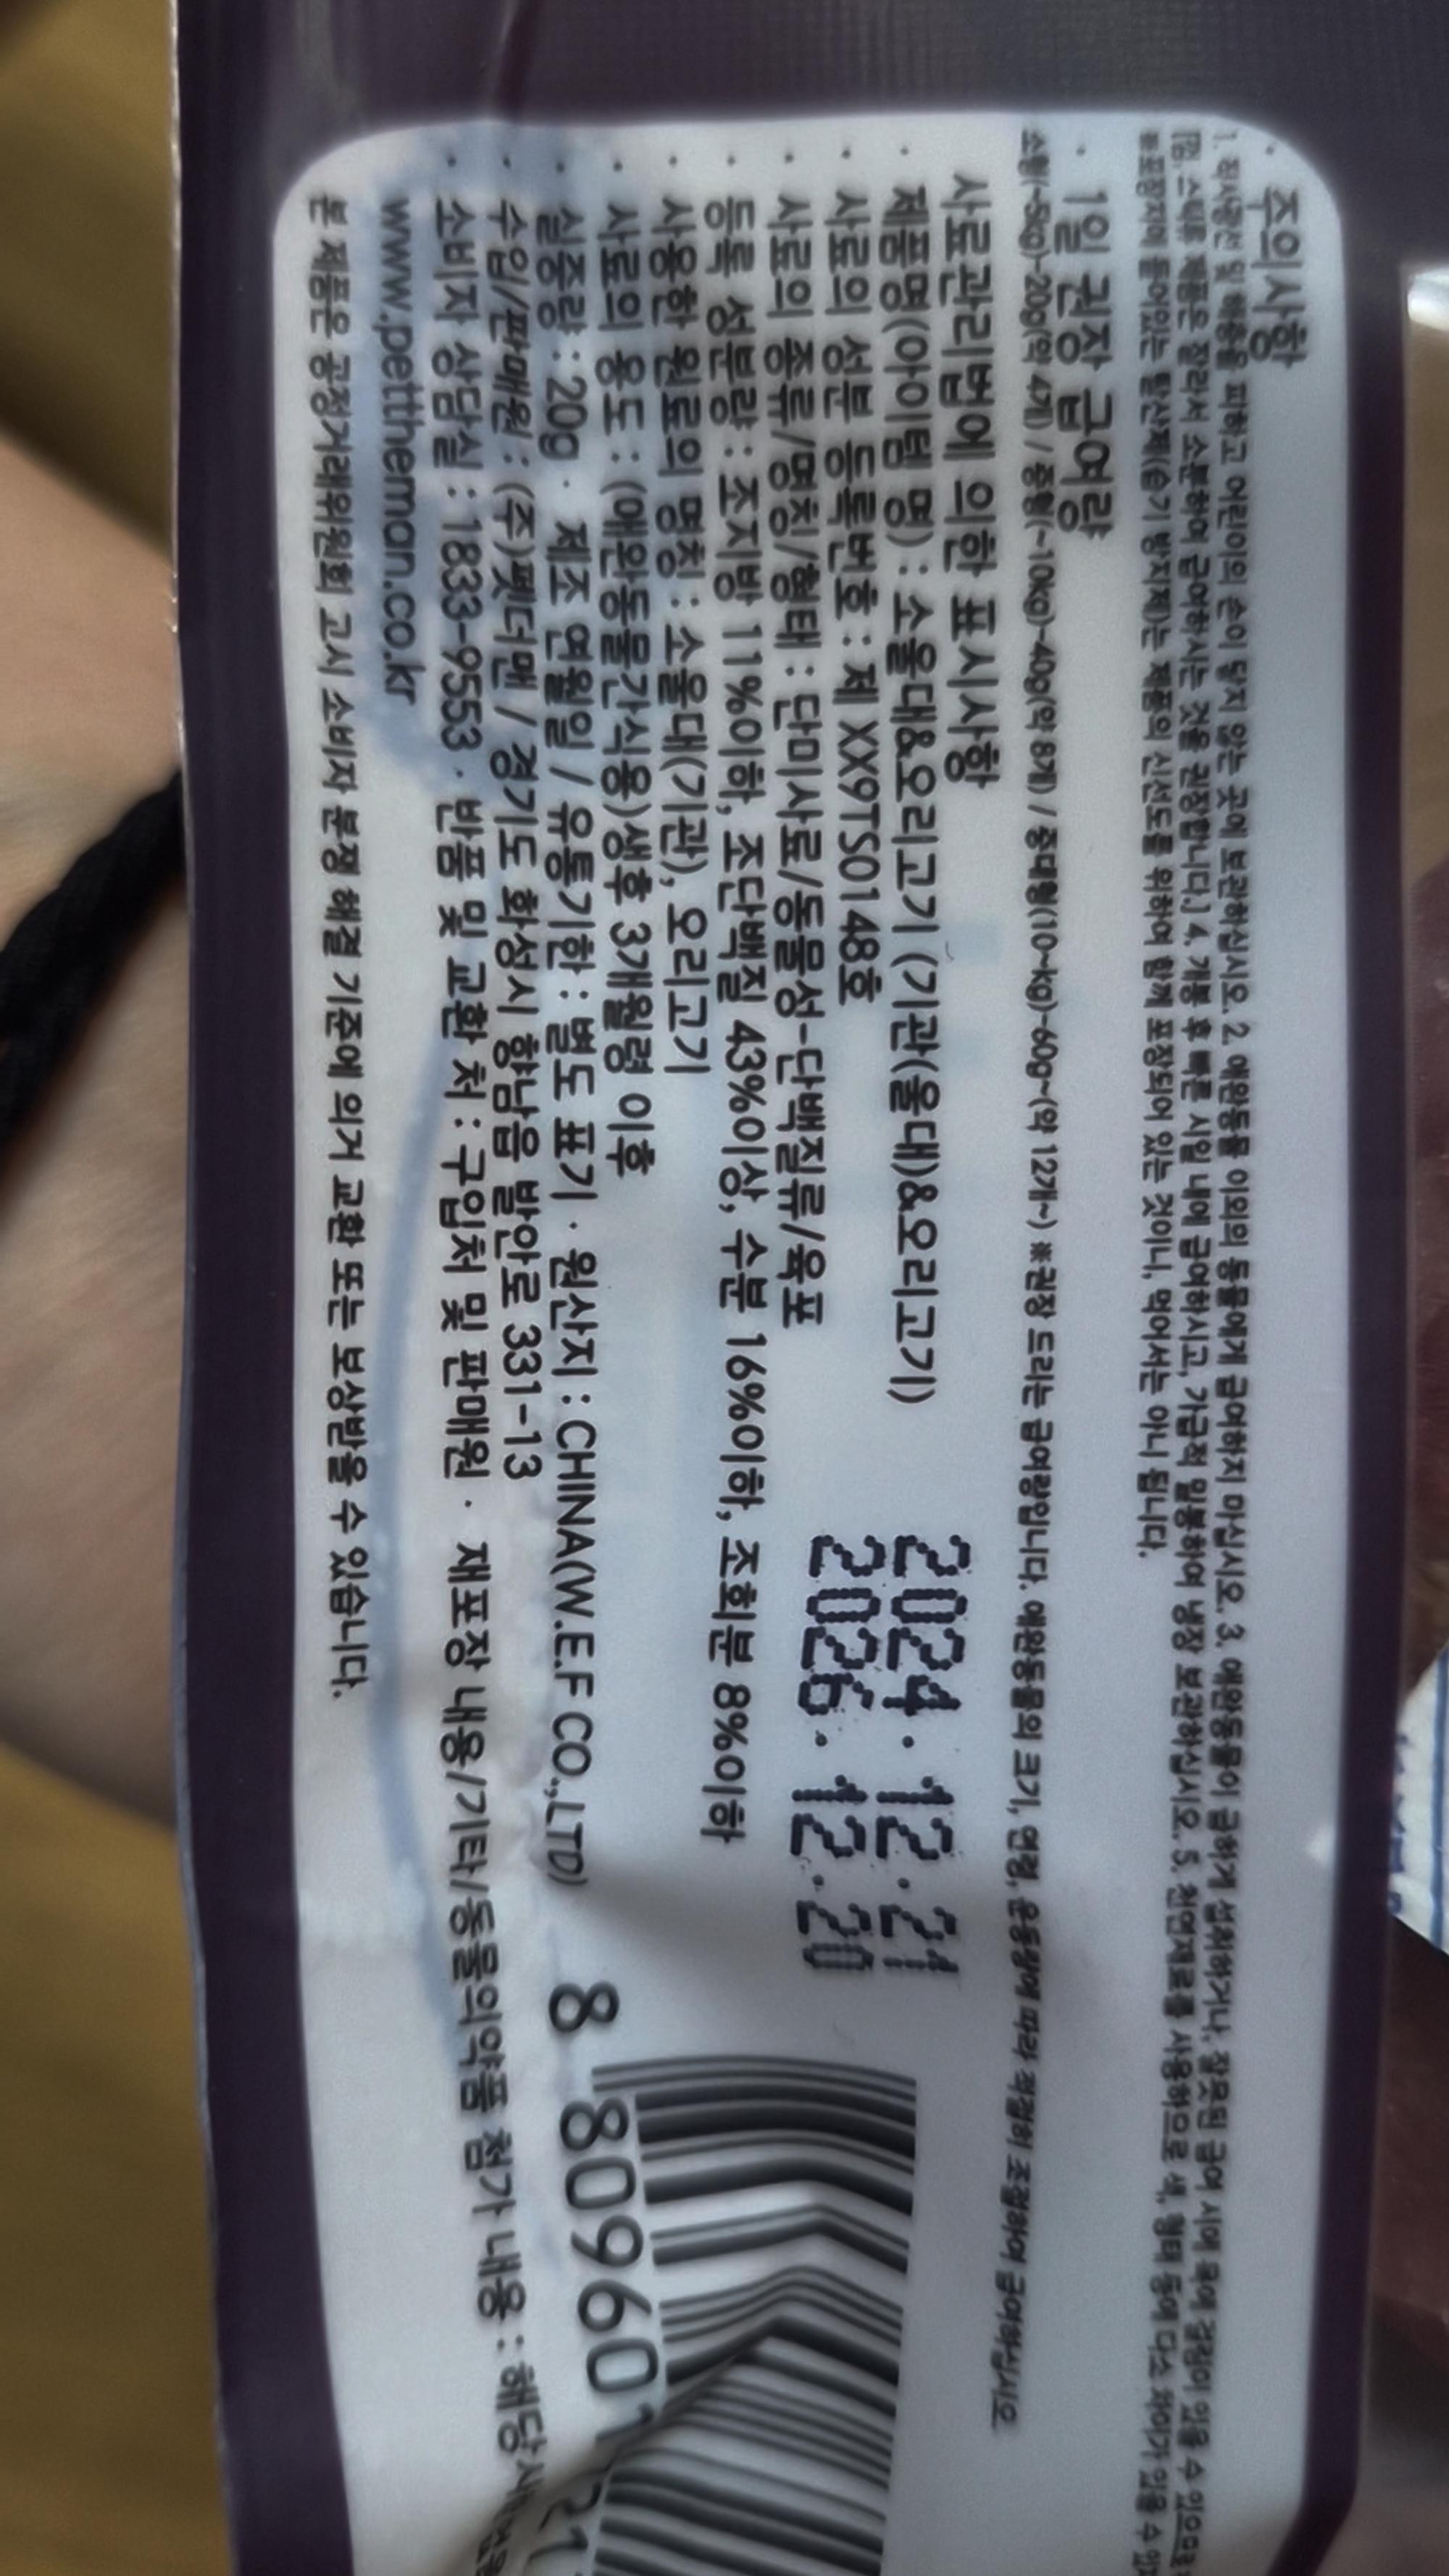 · 주의사항
1. 직사광선 및 해충을 피하고 어린이의 손이 닿지 않는 곳에 보관하십시오. 2. 애완동물 이외의 동물에게 급여하지 마십시오. 3. 애완동물이 급하게 섭취하거나, 잘못된 급여 시에 목에 걸림이 있을 수 있으므로
스틱류 제품은 잘라서 소분하여 급여하시는 것을 권장합니다.) 4. 개봉 후 빠른 시일 내에 급여하시고, 가급적 밀봉하여 냉장 보관하십시오. 5. 천연재료를 사용하므로 색, 형태 등에 다소 차이가 있을 수
※포장지에 들어있는 탈산제(습기 방지제)는 제품의 신선도를 위하여 함께 포장되어 있는 것이니, 먹어서는 아니 됩니다.
· 1일 권장 급여량
소형(~5kg)-20g(약 4개) / 중형(~10kg)-40g(약 8개) / 중대형(10~kg)-60g~(약 12개~) ※권장 드리는 급여량입니다. 애완동물의 크기, 연령, 운동량에 따라 적절히 조절하여 급여하십시오
사료관리법에 의한 표시사항
· 제품명(아이템 명) : 소울대&오리고기 (기관(울대)&오리고기)
· 사료의 성분 등록번호 : 제 XX9TS0148호
· 사료의 종류/명칭/형태 : 단미사료/동물성-단백질류/육포
· 등록 성분량 : 조지방 11%이하, 조단백질 43%이상, 수분 16%이하, 조회분 8%이하
· 사용한 원료의 명칭 : 소울대(기관), 오리고기
· 사료의 용도 : (애완동물간식용)생후 3개월령 이후
· 실중량 : 20g · 제조 연월일 / 유통기한 : 별도 표기 · 원산지 : CHINA(W.E.F CO.,LTD)
· 수입/판매원 : (주)펫더맨 / 경기도 화성시 향남읍 발안로 331-13
· 소비자 상담실 : 1833-9553 · 반품 및 교환 처 : 구입처 및 판매원 · 재포장 내용/기타/동물의약품 첨가 내용 : 해당
www.pettheman.co.kr
본 제품은 공정거래위원회 고시 소비자 분쟁 해결 기준에 의거 교환 또는 보상받을 수 있습니다.
2024.12.21
2026.12.20
8 809601